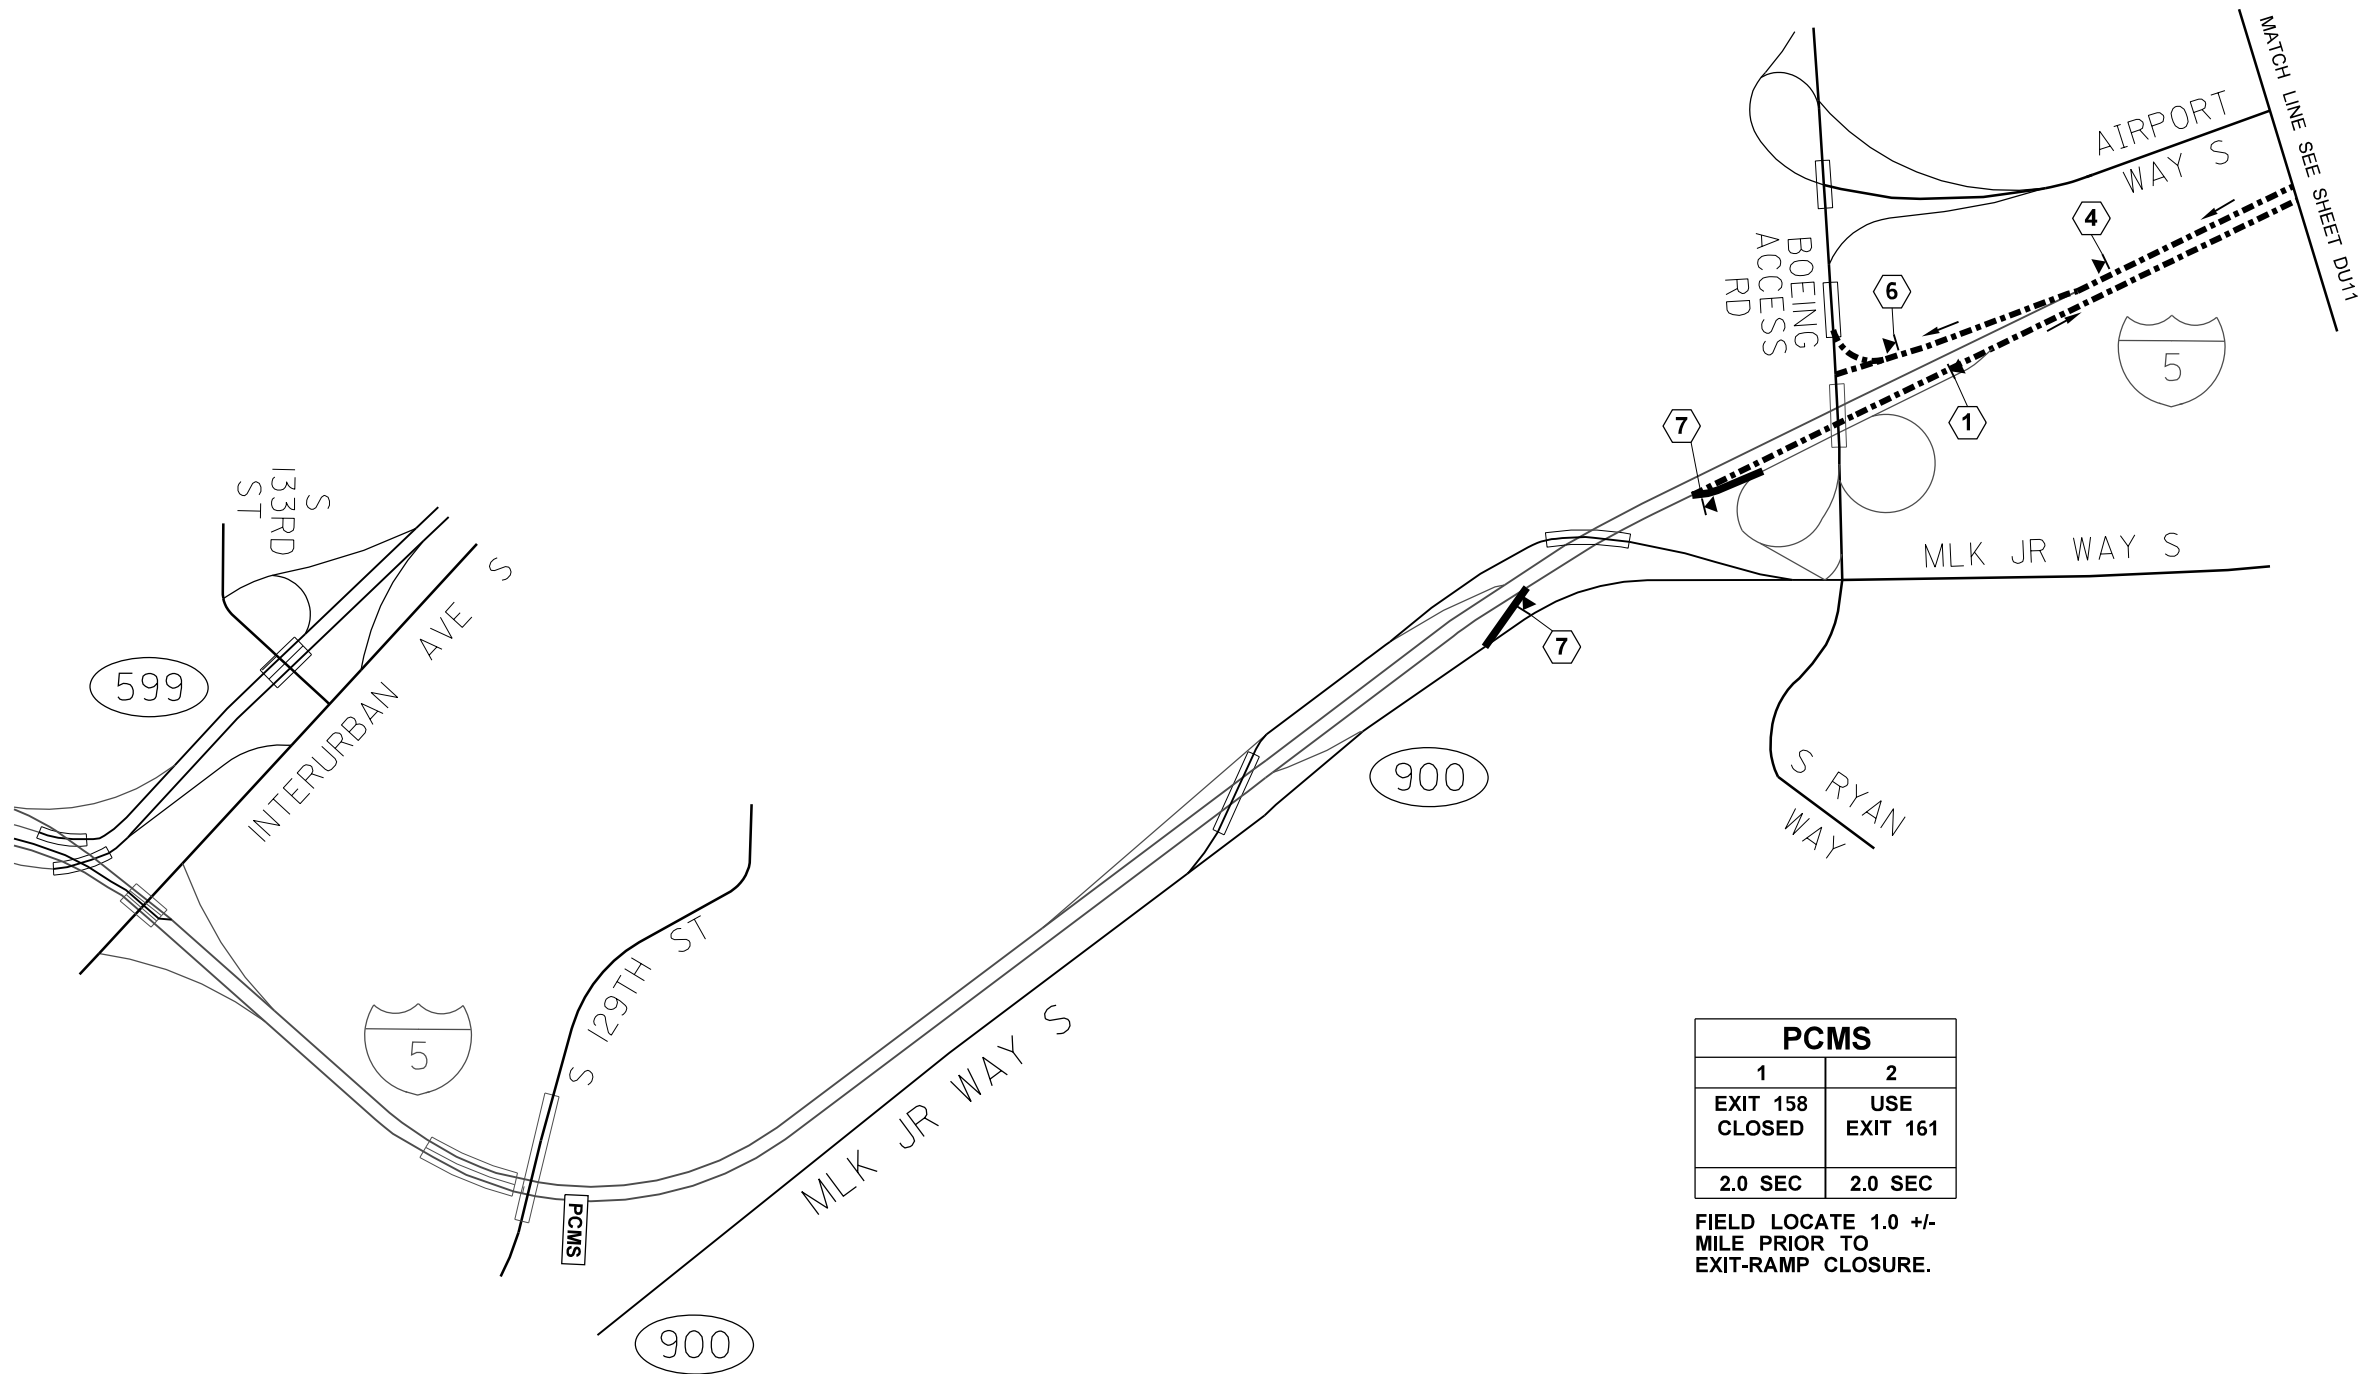 MATCH LINE SEE SHEET DU11
AIRPORT
WAY S
4
6
BOEING
ACCESS
RD
5
1
7
S
133RD
ST
MLK JR WAY S
INTERURBAN AVE S
7
599
900
S RYAN
WAY
S 129TH ST
5
MLK JR WAY S
PCMS
900
PCMS
1 2
EXIT 158 USE
CLOSED EXIT 161
2.0 SEC 2.0 SEC
FIELD LOCATE 1.0 +/-
MILE PRIOR TO
EXIT-RAMP CLOSURE.